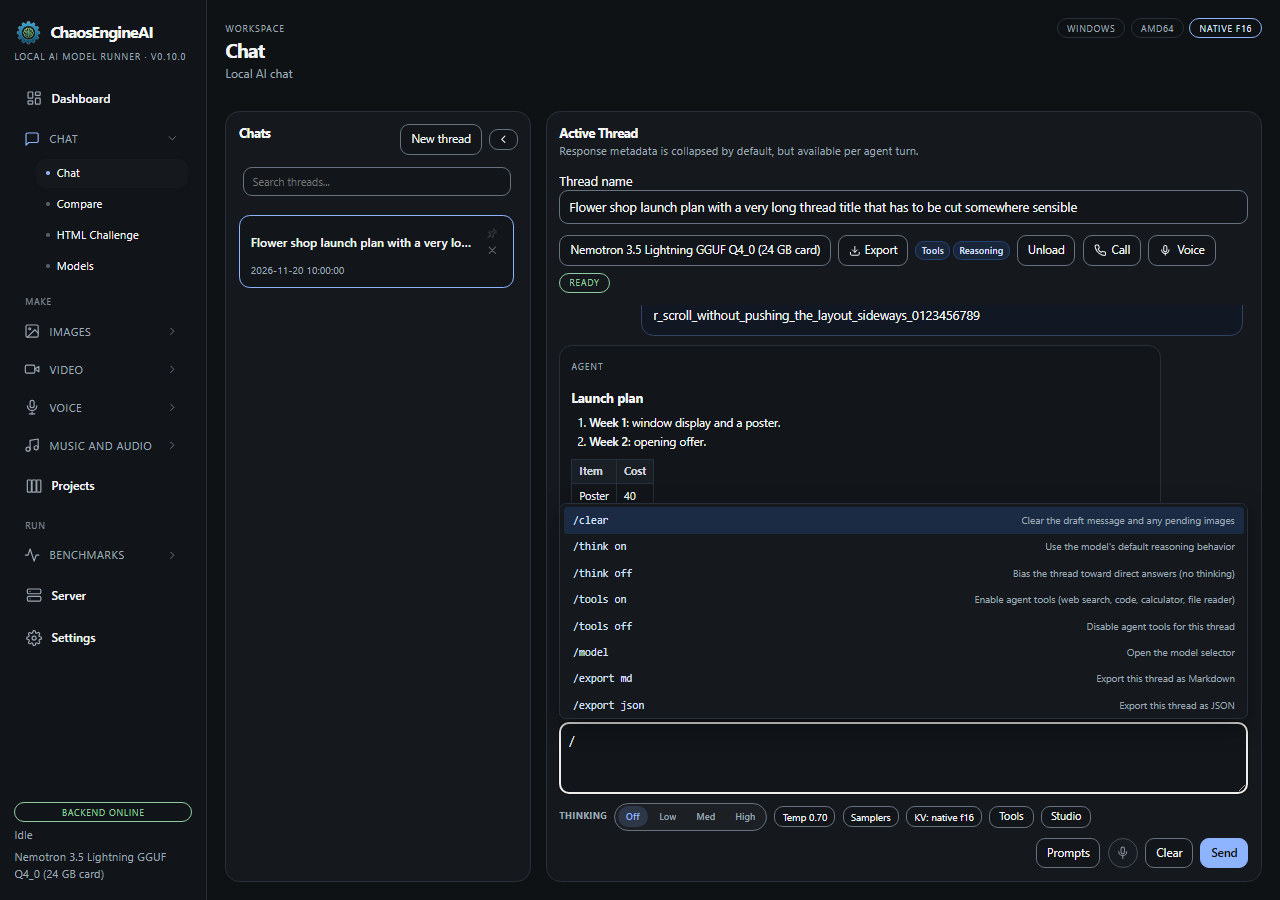 ChaosEngineAI
LOCAL AI MODEL RUNNER · V0.10.0
Dashboard
CHAT
Chat
Compare
HTML Challenge
Models
MAKE
IMAGES
VIDEO
VOICE
MUSIC AND AUDIO
Projects
RUN
BENCHMARKS
Server
Settings
BACKEND ONLINE
Idle
Nemotron 3.5 Lightning GGUF
Q4_0 (24 GB card)
WORKSPACE
Chat
Local AI chat
WINDOWS
AMD64
NATIVE F16
Chats
New thread
Search threads...
Flower shop launch plan with a very lo...
2026-11-20 10:00:00
Active Thread
Response metadata is collapsed by default, but available per agent turn.
Thread name
Flower shop launch plan with a very long thread title that has to be cut somewhere sensible
Nemotron 3.5 Lightning GGUF Q4_0 (24 GB card)
Export
Tools
Reasoning
Unload
Call
Voice
READY
r_scroll_without_pushing_the_layout_sideways_0123456789
AGENT
Launch plan
1. Week 1: window display and a poster.
2. Week 2: opening offer.
Item Cost
Poster 40
/clear Clear the draft message and any pending images
/think on Use the model's default reasoning behavior
/think off Bias the thread toward direct answers (no thinking)
/tools on Enable agent tools (web search, code, calculator, file reader)
/tools off Disable agent tools for this thread
/model Open the model selector
/export md Export this thread as Markdown
/export json Export this thread as JSON
/
THINKING
Off
Low
Med
High
Temp 0.70
Samplers
KV: native f16
Tools
Studio
Prompts
Clear
Send